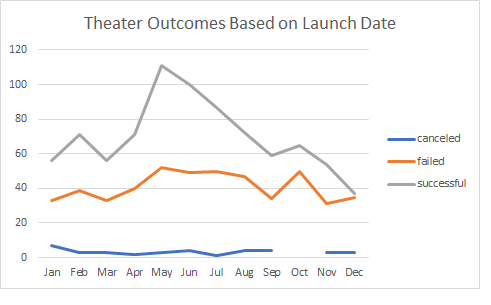 Theater Outcomes Based on Launch Date
120
100
80
60
40
20
0
Jan Feb Mar Apr May Jun Jul Aug Sep Oct Nov Dec
canceled
failed
successful